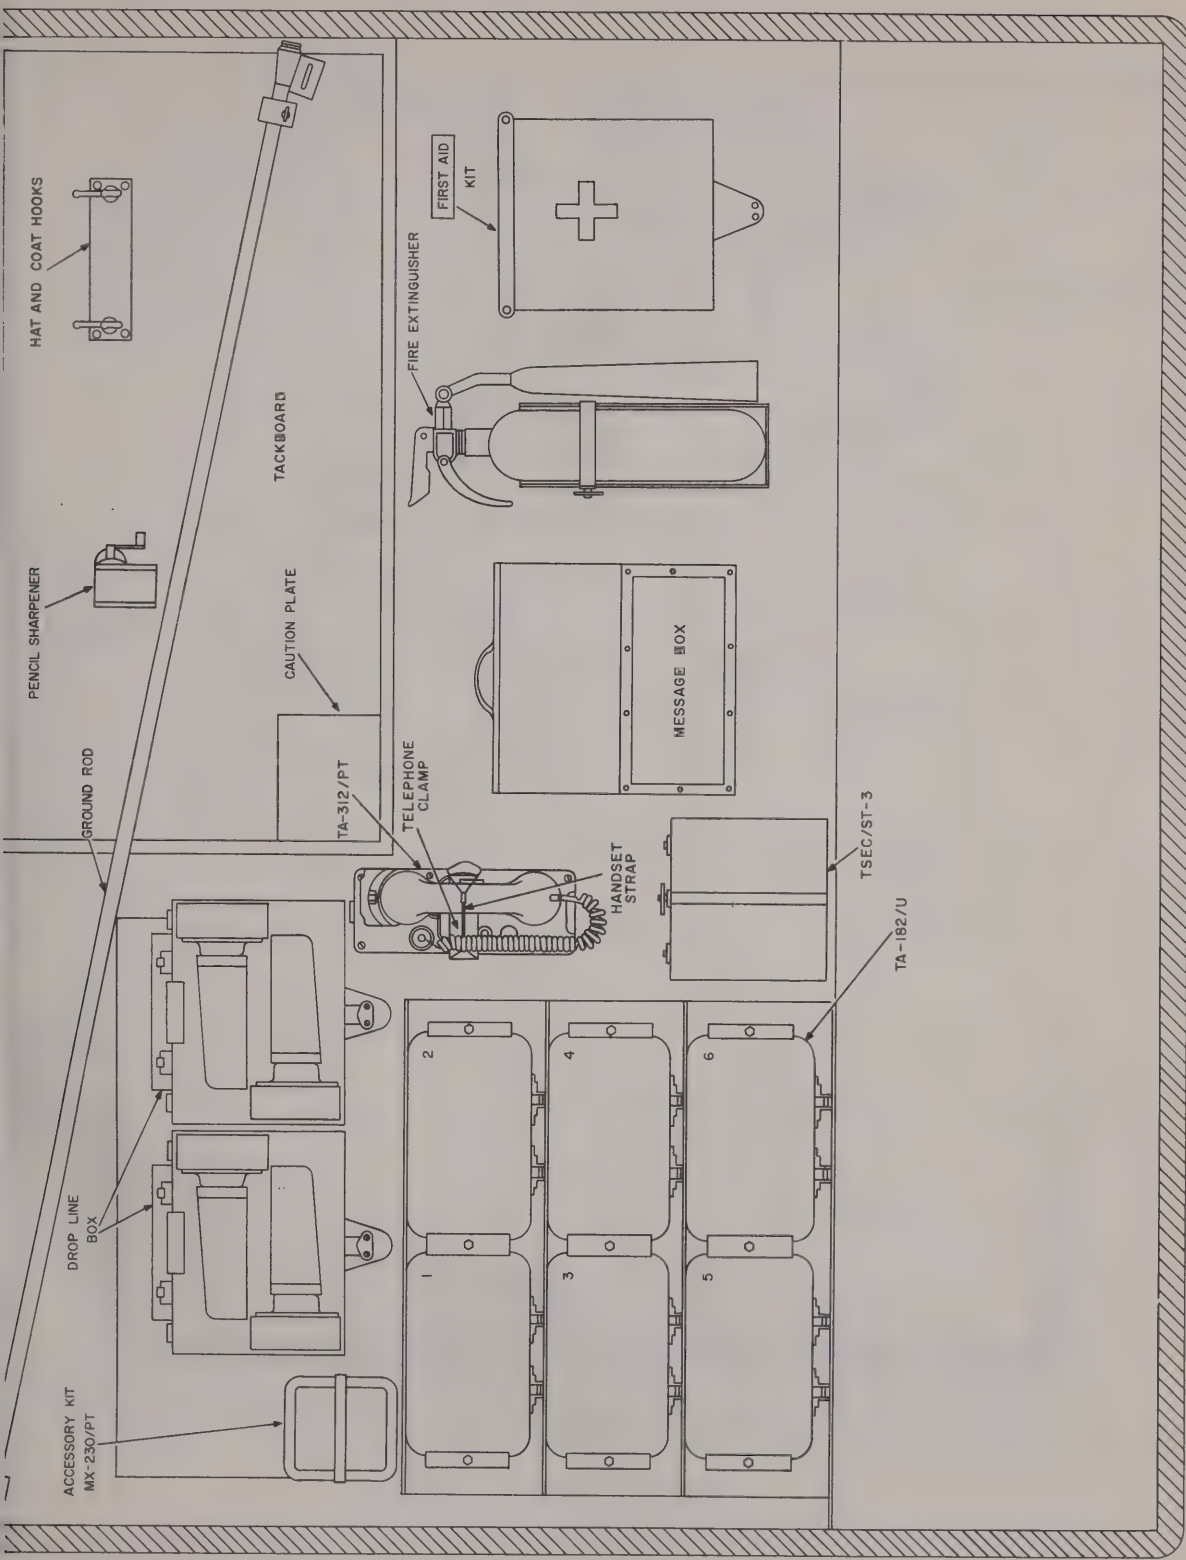 ACCESSORY KIT
MX-230/PT
DROP LINE
BOX
GROUND ROD
PENCIL SHARPENER
HAT AND COAT HOOKS
TACKBOARD
CAUTION PLATE
TA-312/PT
TELEPHONE
CLAMP
HANDSET
STRAP
FIRE EXTINGUISHER
FIRST AID
KIT
MESSAGE BOX
TSEC/ST-3
TA-182/U
1
2
3
4
5
6